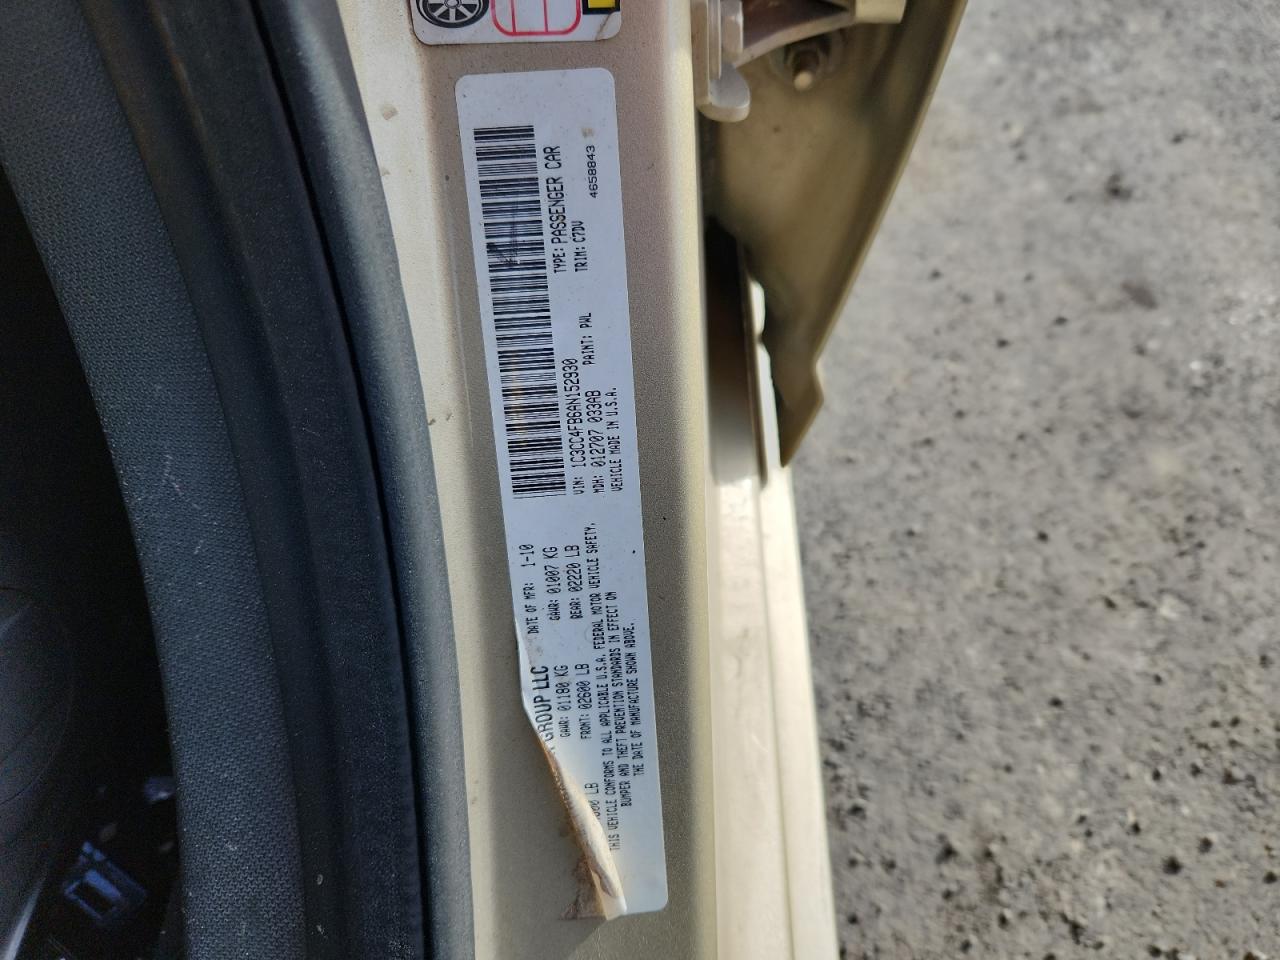 GROUP LLC DATE OF MFR: 1-10
GAWR: 01180 KG GAWR: 01007 KG
LB FRONT: 02600 LB REAR: 02220 LB
THIS VEHICLE CONFORMS TO ALL APPLICABLE U.S.A. FEDERAL MOTOR VEHICLE SAFETY,
BUMPER AND THEFT PREVENTION STANDARDS IN EFFECT ON
THE DATE OF MANUFACTURE SHOWN ABOVE.
VIN: 1C3CC4FB6AN152930 TYPE: PASSENGER CAR
MDH: 012707 033AB PAINT: PWL TRIM: C7DV
VEHICLE MADE IN U.S.A. 4658843